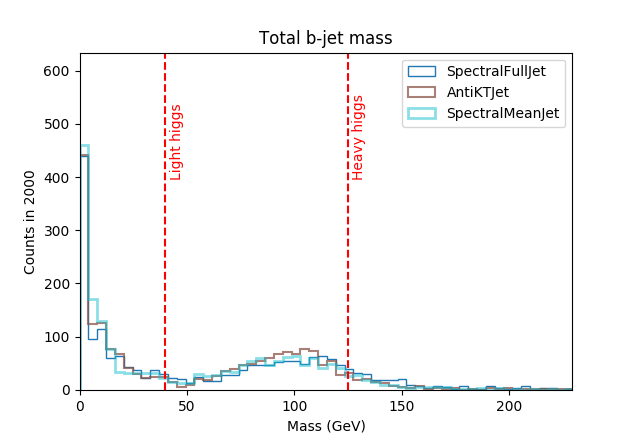 Total b-jet mass
600
500
400
300
200
100
0
Counts in 2000
Light higgs
Heavy higgs
SpectralFullJet
AntiKTJet
SpectralMeanJet
0
50
100
150
200
Mass (GeV)